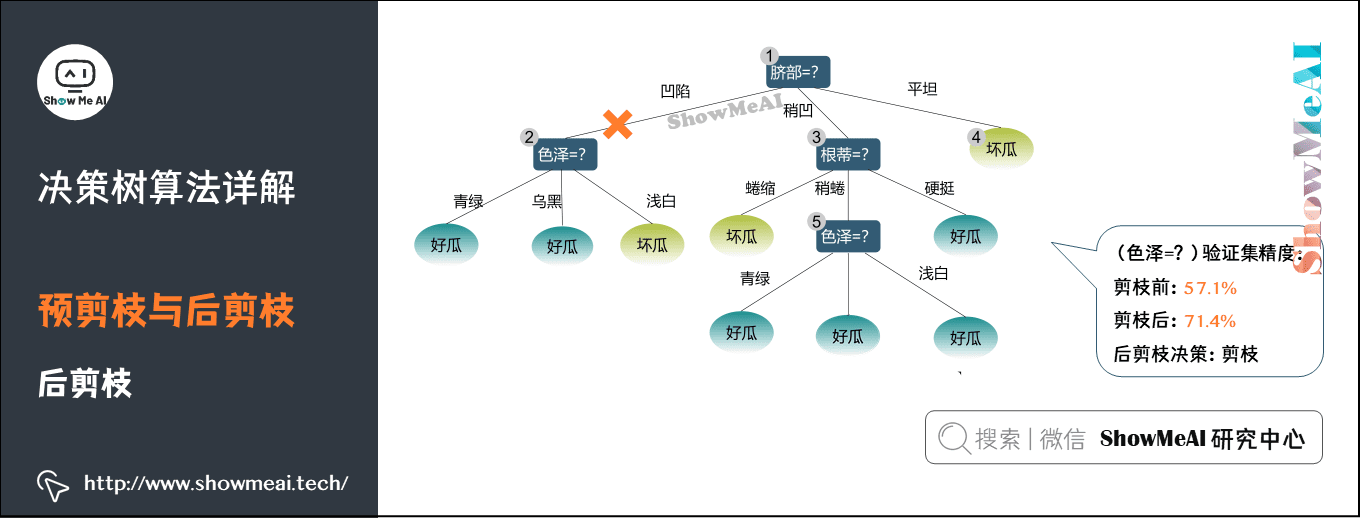 Show Me AI
决策树算法详解
预剪枝与后剪枝
后剪枝
http://www.showmeai.tech/
1
脐部=?
凹陷
稍凹
平坦
ShowMeAI
2
色泽=?
3
根蒂=?
4
坏瓜
青绿
乌黑
浅白
蜷缩
稍蜷
硬挺
好瓜
好瓜
坏瓜
坏瓜
5
色泽=?
好瓜
青绿
浅白
好瓜
好瓜
好瓜
ShowMeAI
(色泽=?)验证集精度:
剪枝前: 57.1%
剪枝后: 71.4%
后剪枝决策: 剪枝
搜索 | 微信 ShowMeAI 研究中心